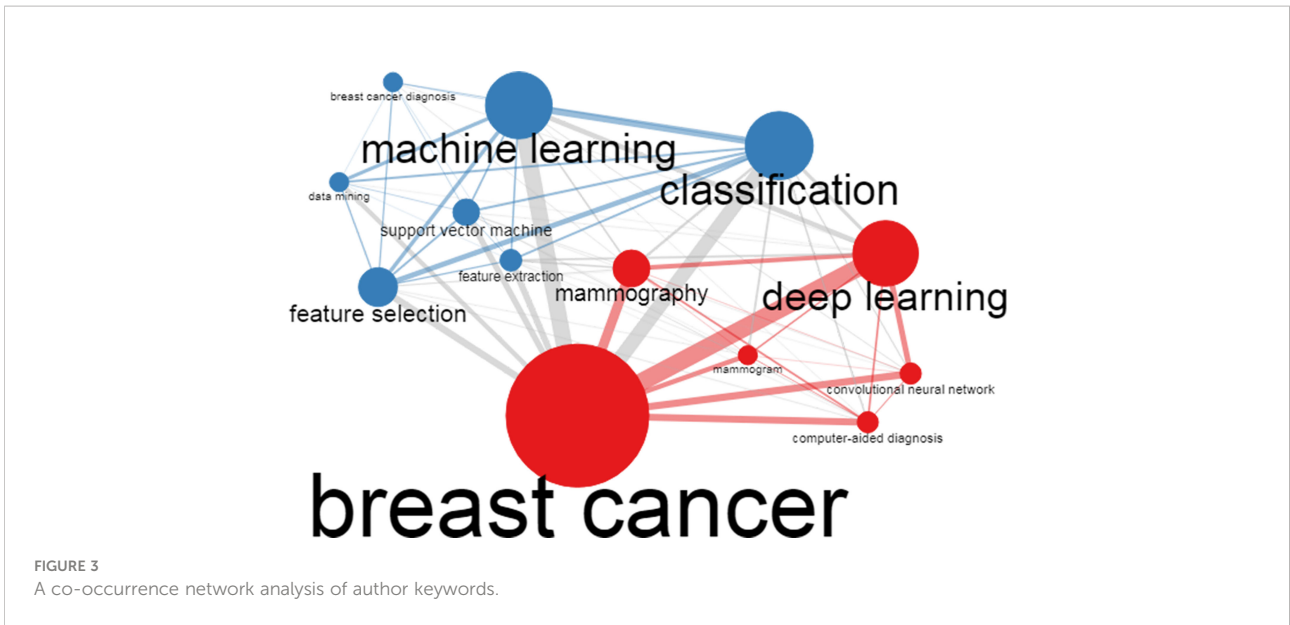 breast cancer diagnosis
machine learning
classification
data mining
support vector machine
feature extraction
mammography
deep learning
feature selection
mammogram
convolutional neural network
computer-aided diagnosis
breast cancer
FIGURE 3
A co-occurrence network analysis of author keywords.